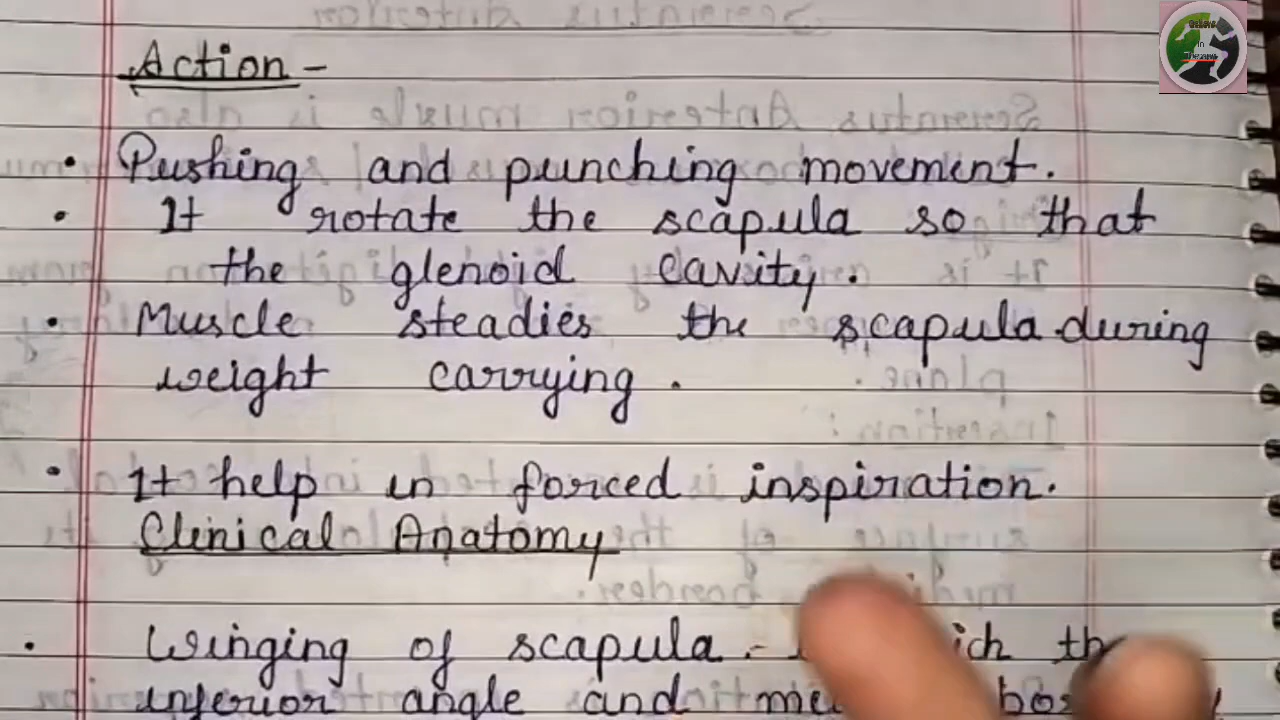 Action -
• Pushing and punching movement.
• It rotate the scapula so that
the glenoid cavity.
• Muscle steadies the scapula during
weight carrying.
• It help in forced inspiration.
Clinical Anatomy
• Winging of scapula -
inferior angle and